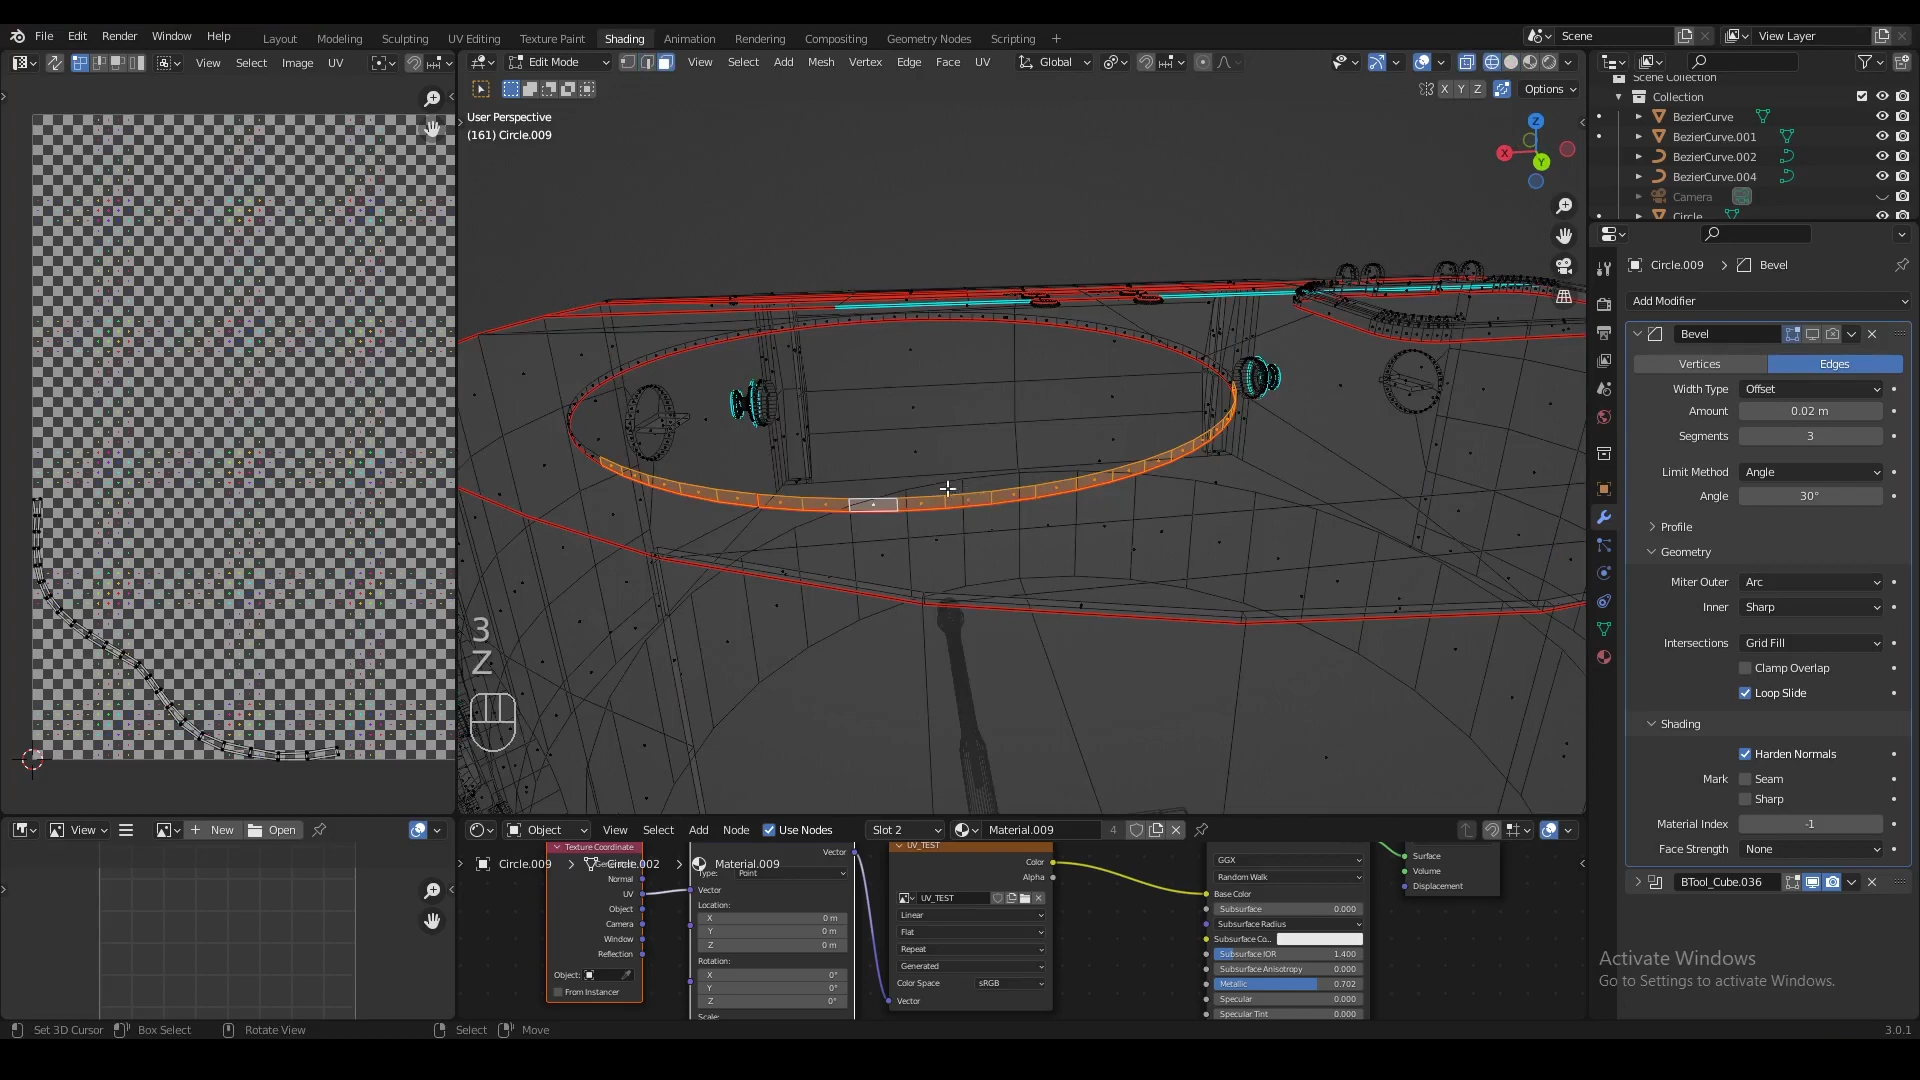 File Edit Render Window Help
Layout Modeling Sculpting UV Editing Texture Paint Shading Animation Rendering Compositing Geometry Nodes Scripting +
Scene
View Layer
View Select Image UV
Edit Mode
View Select Add Mesh Vertex Edge Face UV
Global
X Y Z
Options
User Perspective
(161) Circle.009
Z
X
Y
3
Z
Scene Collection
Collection
BezierCurve
BezierCurve.001
BezierCurve.002
BezierCurve.004
Camera
Circle
Circle.009 > Bevel
Add Modifier
Bevel
Vertices Edges
Width Type Offset
Amount 0.02 m
Segments 3
Limit Method Angle
Angle 30°
Profile
Geometry
Miter Outer Arc
Inner Sharp
Intersections Grid Fill
Clamp Overlap
Loop Slide
Shading
Harden Normals
Mark Seam
Sharp
Material Index -1
Face Strength None
BTool_Cube.036
View
New
Open
Object
View Select Add Node
Use Nodes
Slot 2
Material.009
4
Circle.009 > Circle.002 > Material.009
Texture Coordinate
Normal
UV
Object
Camera
Window
Reflection
Object:
From Instancer
Vector
Type: Point
Vector
Location:
X 0 m
Y 0 m
Z 0 m
Rotation:
X 0°
Y 0°
Z 0°
Scale:
UV_TEST
Color
Alpha
UV_TEST
Linear
Flat
Repeat
Generated
Color Space sRGB
Vector
GGX
Random Walk
Base Color
Subsurface 0.000
Subsurface Radius
Subsurface Co..
Subsurface IOR 1.400
Subsurface Anisotropy 0.000
Metallic 0.702
Specular 0.000
Specular Tint 0.000
Surface
Volume
Displacement
Activate Windows
Go to Settings to activate Windows.
Set 3D Cursor Box Select Rotate View Select Move
3.0.1